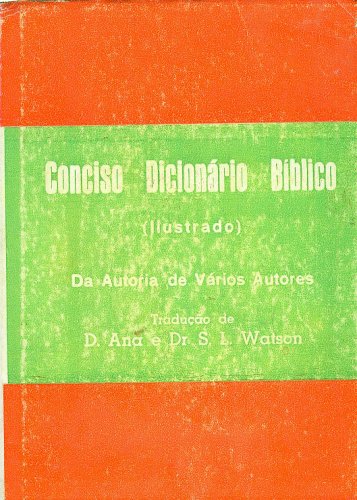 Conciso Dicionário Bíblico
(Ilustrado)
Da Autoria de Vários Autores
Tradução de
D. Ana e Dr. S. L. Watson